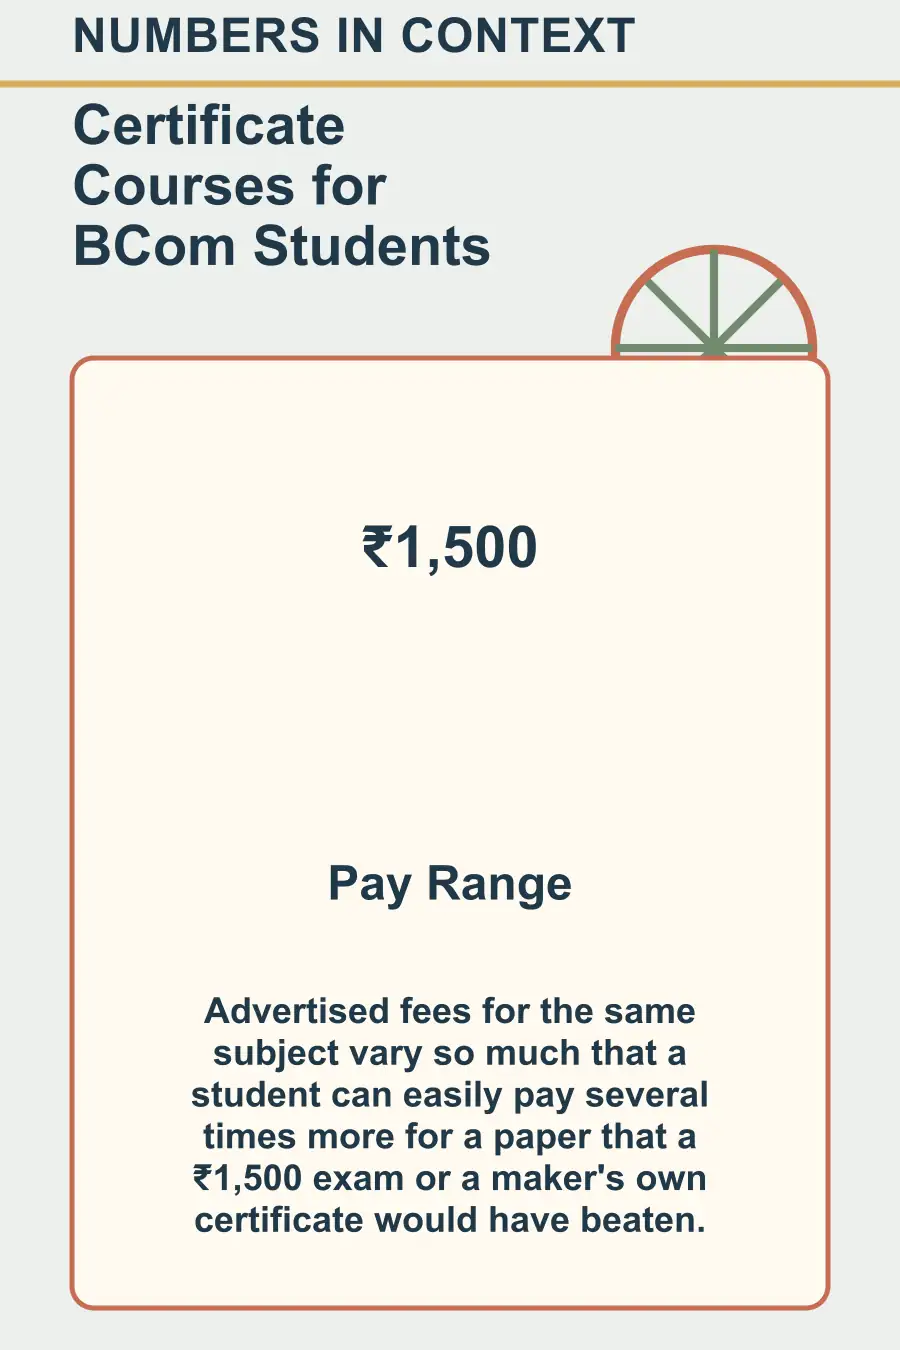 NUMBERS IN CONTEXT
Certificate
Courses for
BCom Students
₹1,500
Pay Range
Advertised fees for the same
subject vary so much that a
student can easily pay several
times more for a paper that a
₹1,500 exam or a maker's own
certificate would have beaten.